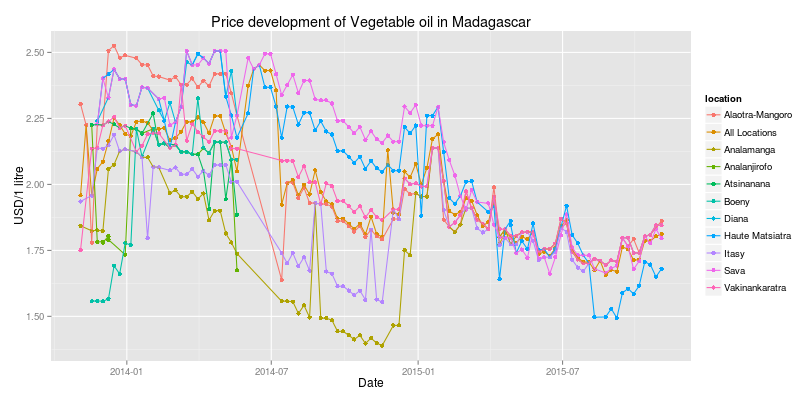 Price development of Vegetable oil in Madagascar
USD/1 litre
2.50
2.25
2.00
1.75
1.50
2014-01
2014-07
2015-01
2015-07
Date
location
Alaotra-Mangoro
All Locations
Analamanga
Analanjirofo
Atsinanana
Boeny
Diana
Haute Matsiatra
Itasy
Sava
Vakinankaratra